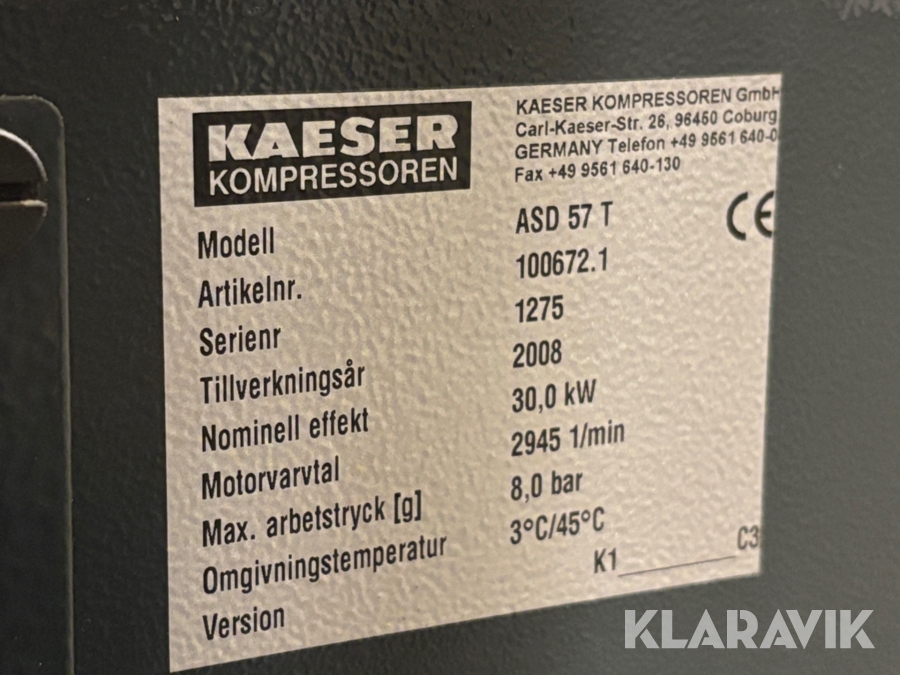 KAESER
KOMPRESSOREN
KAESER KOMPRESSOREN GmbH
Carl-Kaeser-Str. 26, 96450 Coburg
GERMANY Telefon +49 9561 640-0
Fax +49 9561 640-130
CE
Modell ASD 57 T
Artikelnr. 100672.1
Serienr 1275
Tillverkningsår 2008
Nominell effekt 30,0 kW
Motorvarvtal 2945 1/min
Max. arbetstryck [g] 8,0 bar
Omgivningstemperatur 3°C/45°C
Version K1________C3
KLARAVIK